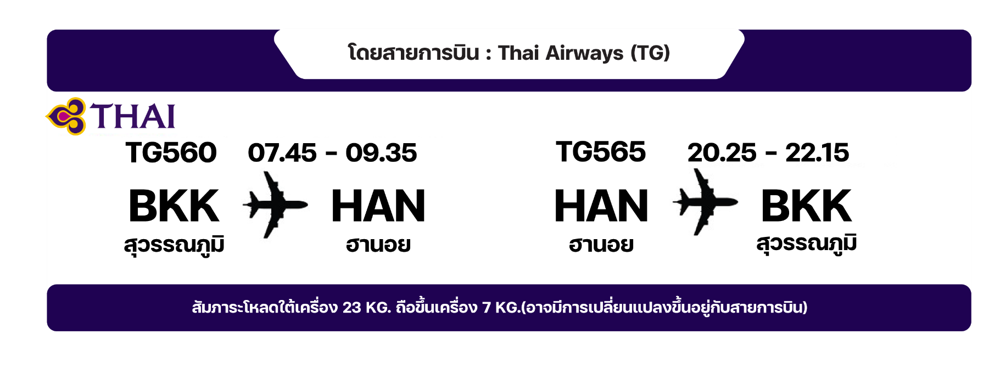 โดยสายการบิน : Thai Airways (TG)
THAI
TG560 07.45 - 09.35
BKK HAN
สุวรรณภูมิ ฮานอย
TG565 20.25 - 22.15
HAN BKK
ฮานอย สุวรรณภูมิ
สัมภาระโหลดใต้เครื่อง 23 KG. ถือขึ้นเครื่อง 7 KG.(อาจมีการเปลี่ยนแปลงขึ้นอยู่กับสายการบิน)